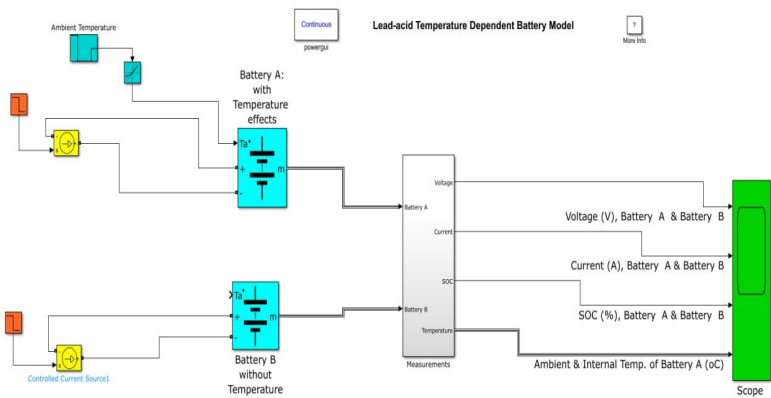 Continuous
powergui
Lead-acid Temperature Dependent Battery Model
?
More Info
Ambient Temperature
Battery A:
with
Temperature
effects
Ta*
+
-
m
-
s
Battery A
Battery B
Voltage
Current
SOC
Temperature
Measurements
Voltage (V), Battery A & Battery B
Current (A), Battery A & Battery B
SOC (%), Battery A & Battery B
Ambient & Internal Temp. of Battery A (oC)
Scope
Ta*
+
-
m
Battery B
without
Temperature
-
s
Controlled Current Source1